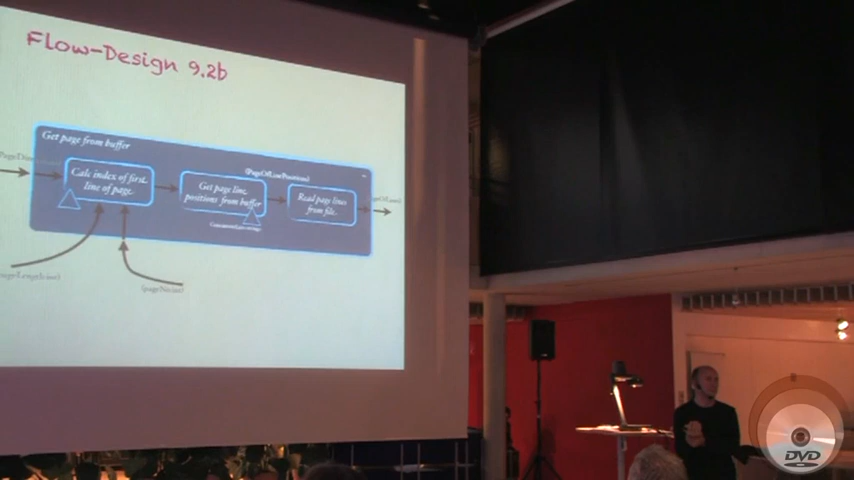 Flow-Design 9.2b
Get page from buffer
(PageOfLinePositions)
Calc index of first
line of page.
Get page line
positions from buffer
Read page lines
from file.
DVD